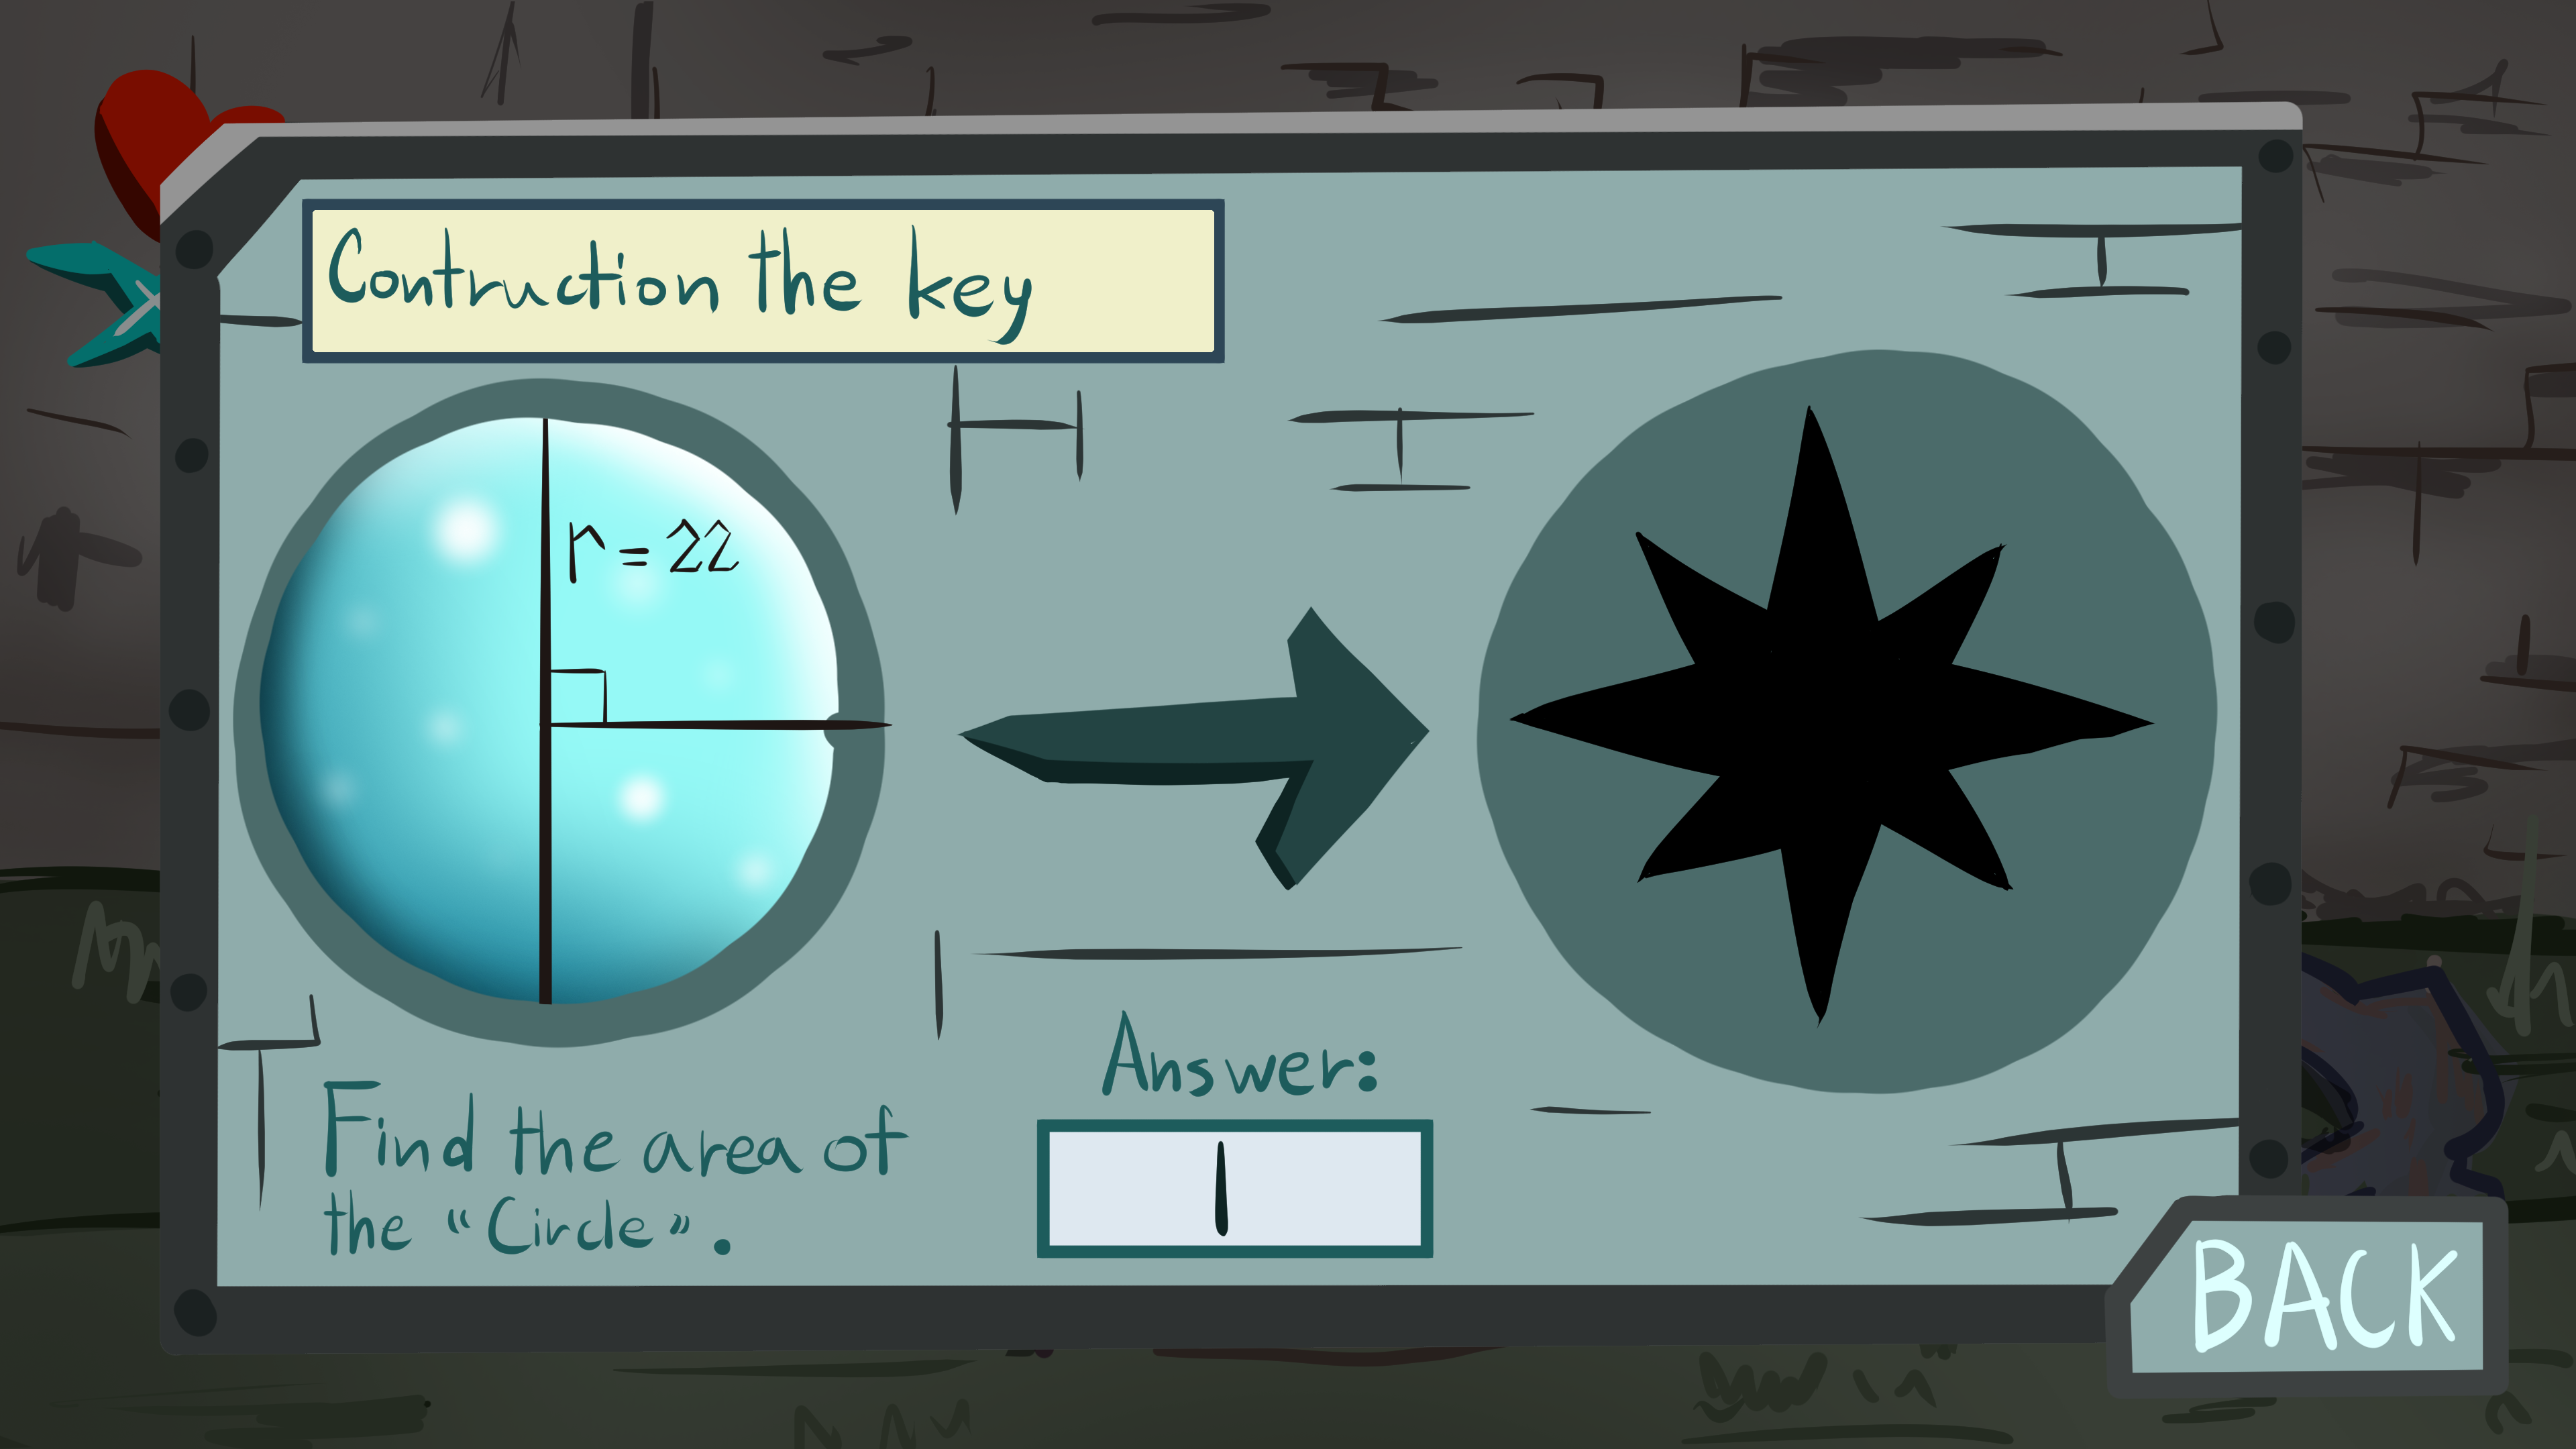 Contruction the key
r = 22
Find the area of
the “Circle”.
Answer:
BACK